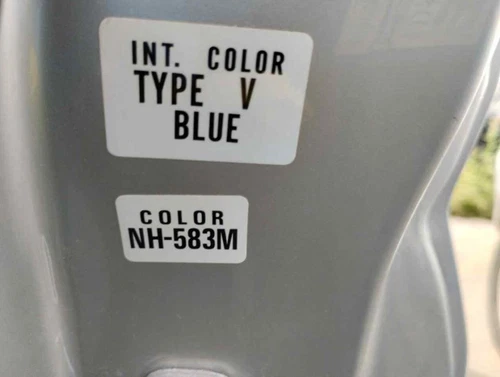 INT. COLOR
TYPE V
BLUE
COLOR
NH-583M